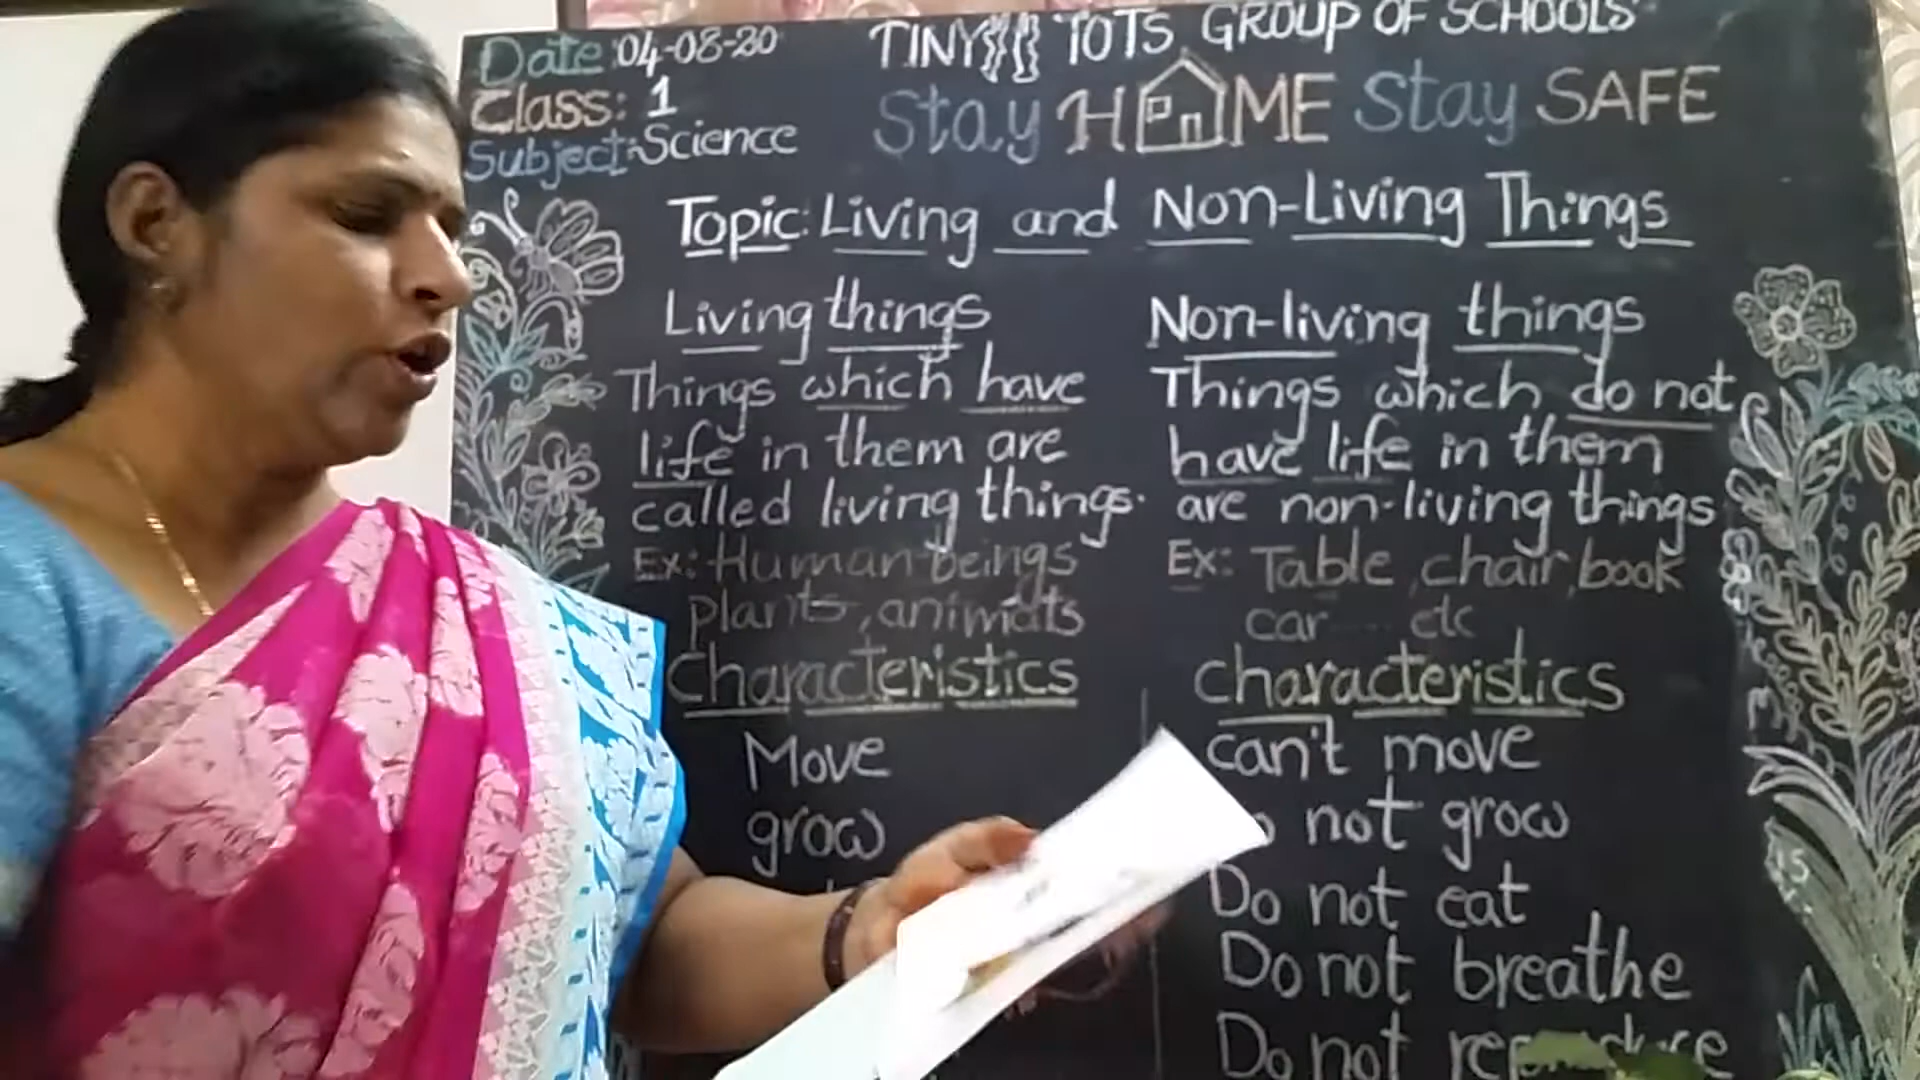 Date: 04-08-20
Class: 1
Subject: Science
TINY TOTS GROUP OF SCHOOLS
Stay HOME Stay SAFE
Topic: Living and Non-Living Things
Living things
Things which have
life in them are
called living things.
Ex: Human-beings
plants, animals
Characteristics
Move
grow
Non-living things
Things which do not
have life in them
are non-living things
Ex: Table, chair, book
car .... etc
characteristics
can't move
not grow
Do not eat
Do not breathe
Do not reproduce